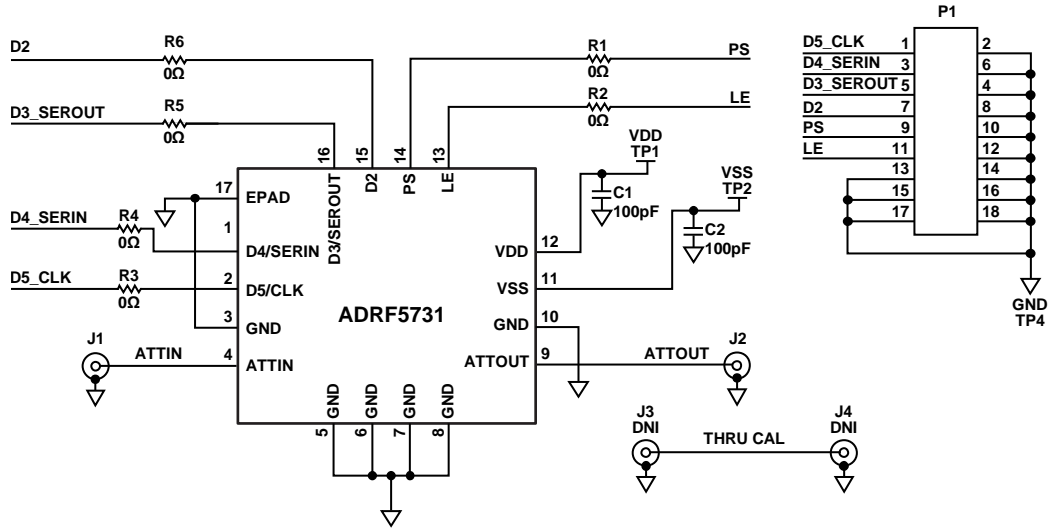 D2
R6
0Ω
R1
0Ω
PS
D3_SEROUT
R5
0Ω
R2
0Ω
LE
16
15
14
13
D3/SEROUT
D2
PS
LE
VDD
TP1
C1
100pF
VSS
TP2
C2
100pF
17
EPAD
D4_SERIN
R4
0Ω
1
D4/SERIN
D5_CLK
R3
0Ω
2
D5/CLK
3
GND
J1
ATTIN
4
ATTIN
ADRF5731
12
VDD
11
VSS
10
GND
9
ATTOUT
ATTOUT
J2
GND
GND
GND
GND
5
6
7
8
J3
DNI
THRU CAL
J4
DNI
P1
D5_CLK
1
2
D4_SERIN
3
6
D3_SEROUT
5
4
D2
7
8
PS
9
10
LE
11
12
13
14
15
16
17
18
GND
TP4